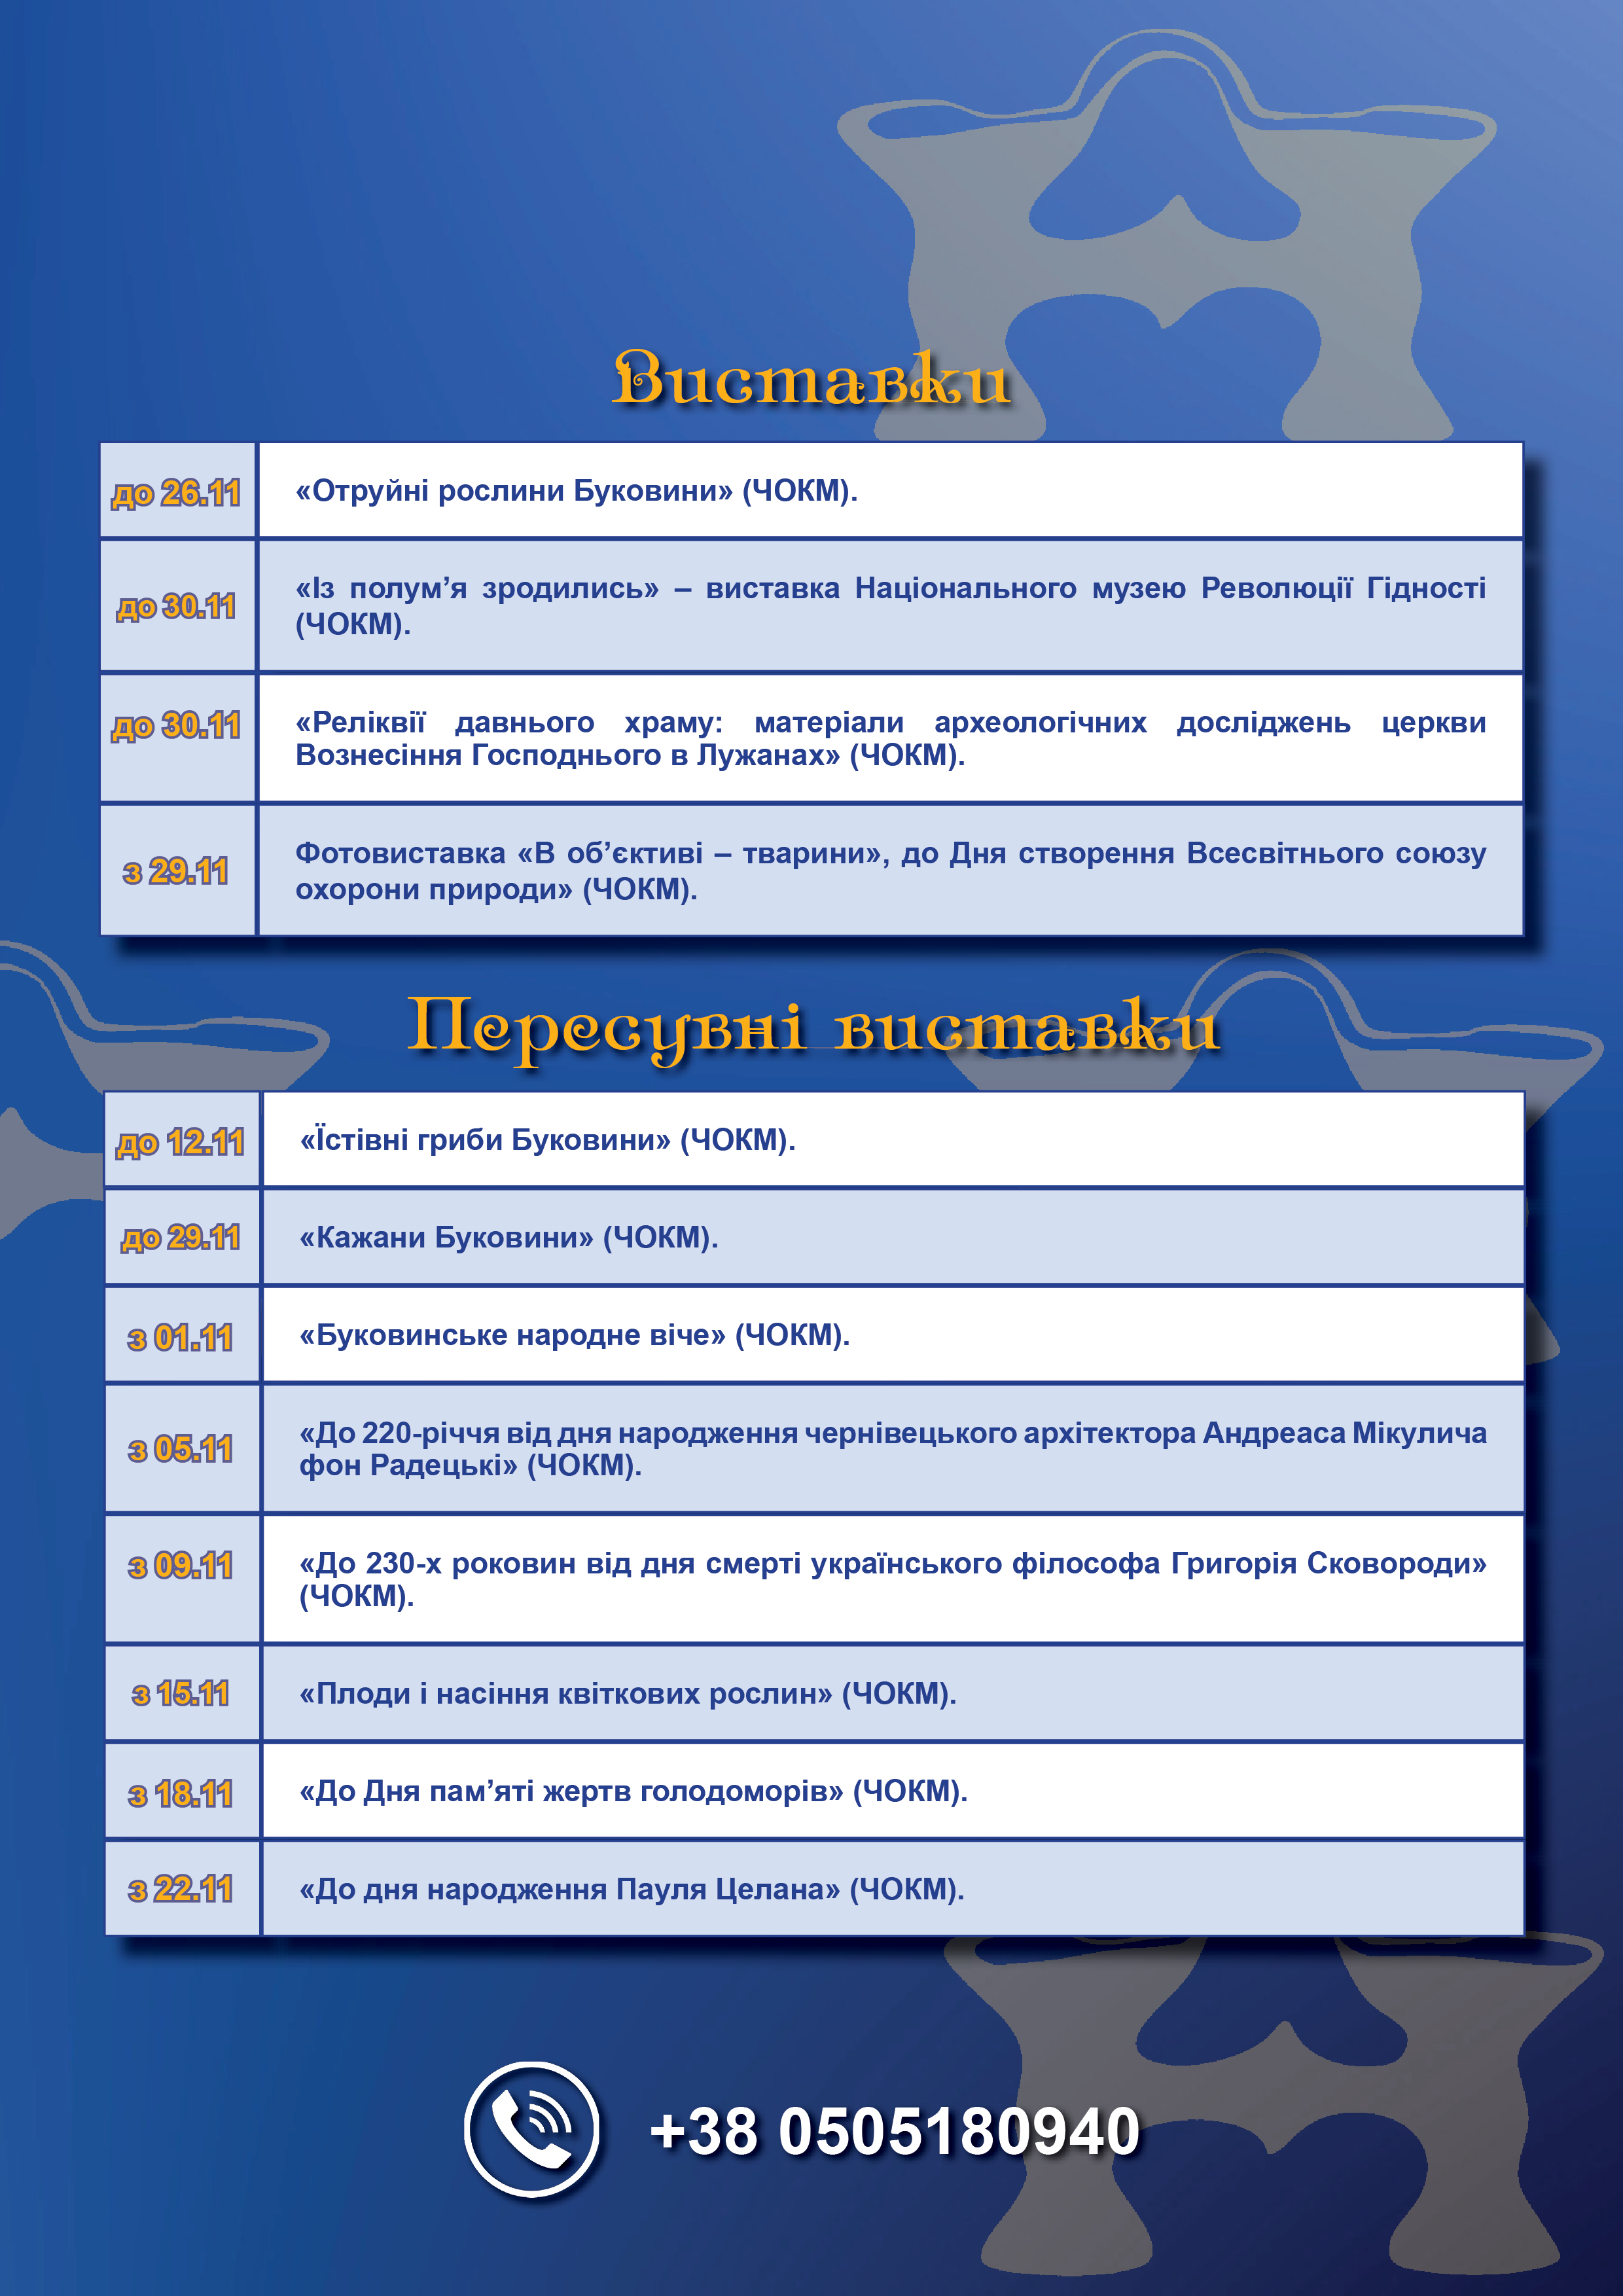 Виставки
до 26.11
«Отруйні рослини Буковини» (ЧОКМ).
до 30.11
«Із полум’я зродились» – виставка Національного музею Революції Гідності
(ЧОКМ).
до 30.11
«Реліквії давнього храму: матеріали археологічних досліджень церкви
Вознесіння Господнього в Лужанах» (ЧОКМ).
з 29.11
Фотовиставка «В об’єктиві – тварини», до Дня створення Всесвітнього союзу
охорони природи» (ЧОКМ).
Пересувні виставки
до 12.11
«Їстівні гриби Буковини» (ЧОКМ).
до 29.11
«Кажани Буковини» (ЧОКМ).
з 01.11
«Буковинське народне віче» (ЧОКМ).
з 05.11
«До 220-річчя від дня народження чернівецького архітектора Андреаса Мікулича
фон Радецькі» (ЧОКМ).
з 09.11
«До 230-х роковин від дня смерті українського філософа Григорія Сковороди»
(ЧОКМ).
з 15.11
«Плоди і насіння квіткових рослин» (ЧОКМ).
з 18.11
«До Дня пам’яті жертв голодоморів» (ЧОКМ).
з 22.11
«До дня народження Пауля Целана» (ЧОКМ).
+38 0505180940